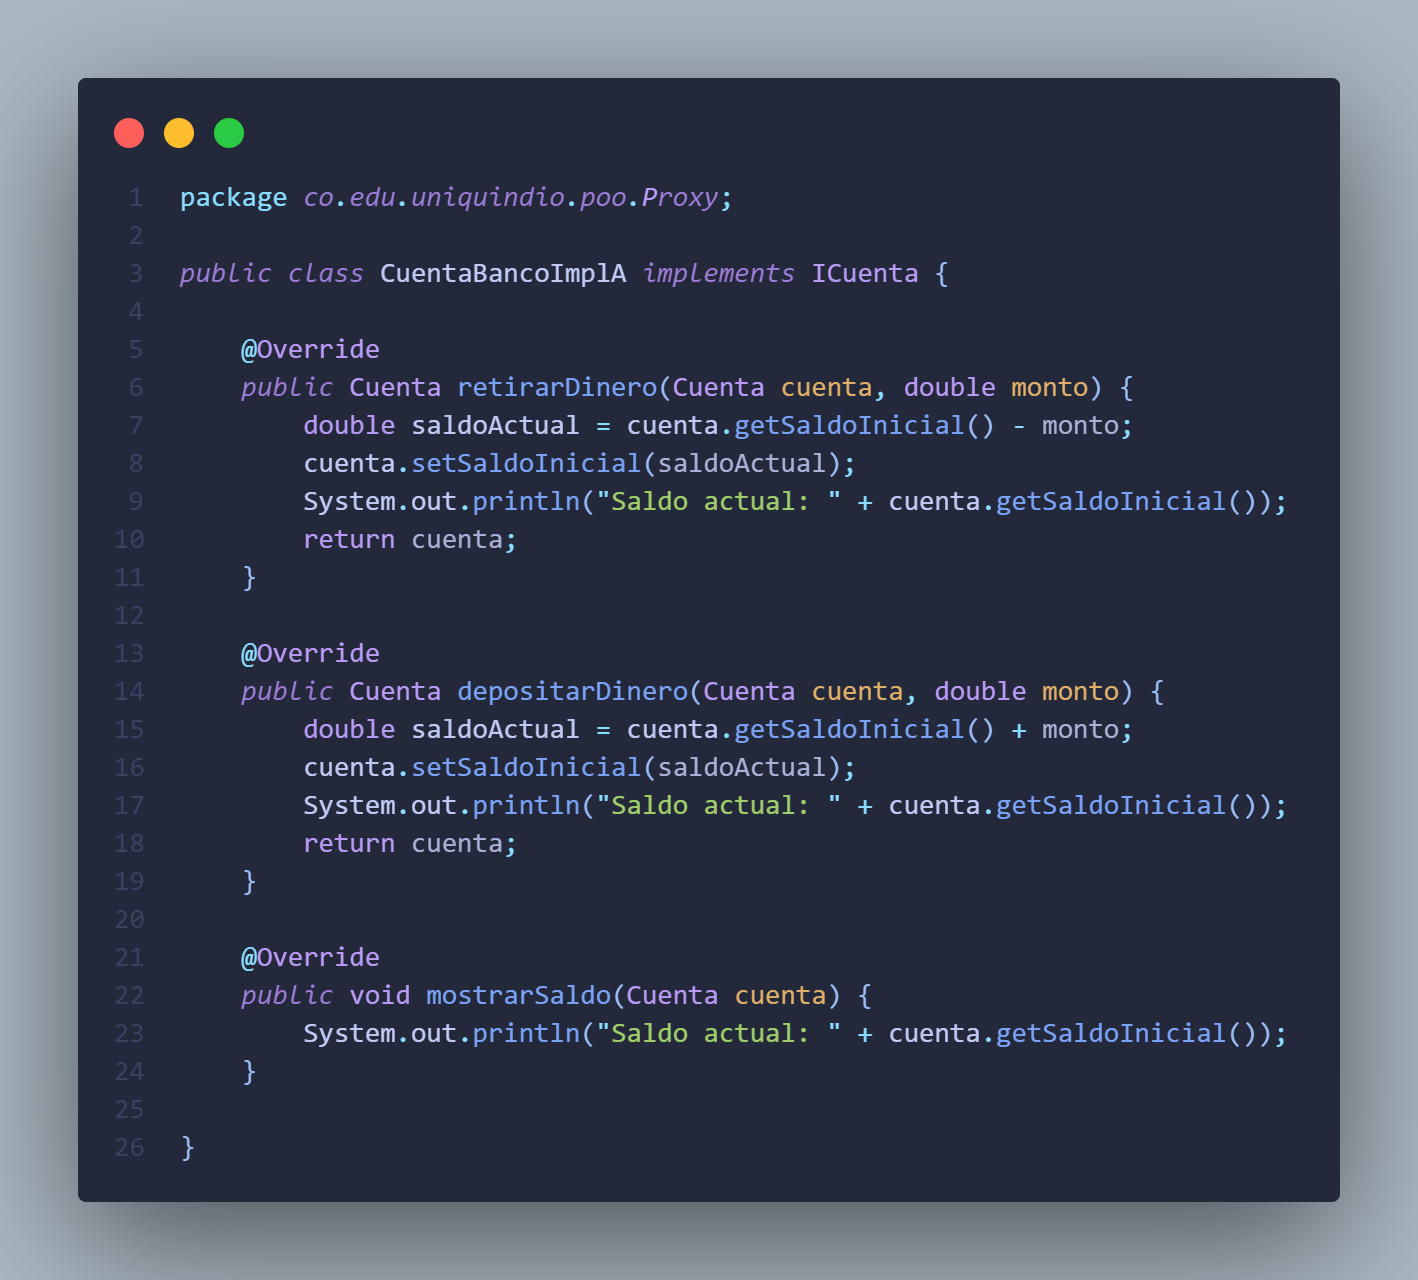 1 package co.edu.uniquindio.poo.Proxy;
2
3 public class CuentaBancoImplA implements ICuenta {
4
5     @Override
6     public Cuenta retirarDinero(Cuenta cuenta, double monto) {
7         double saldoActual = cuenta.getSaldoInicial() - monto;
8         cuenta.setSaldoInicial(saldoActual);
9         System.out.println("Saldo actual: " + cuenta.getSaldoInicial());
10         return cuenta;
11     }
12
13     @Override
14     public Cuenta depositarDinero(Cuenta cuenta, double monto) {
15         double saldoActual = cuenta.getSaldoInicial() + monto;
16         cuenta.setSaldoInicial(saldoActual);
17         System.out.println("Saldo actual: " + cuenta.getSaldoInicial());
18         return cuenta;
19     }
20
21     @Override
22     public void mostrarSaldo(Cuenta cuenta) {
23         System.out.println("Saldo actual: " + cuenta.getSaldoInicial());
24     }
25
26 }